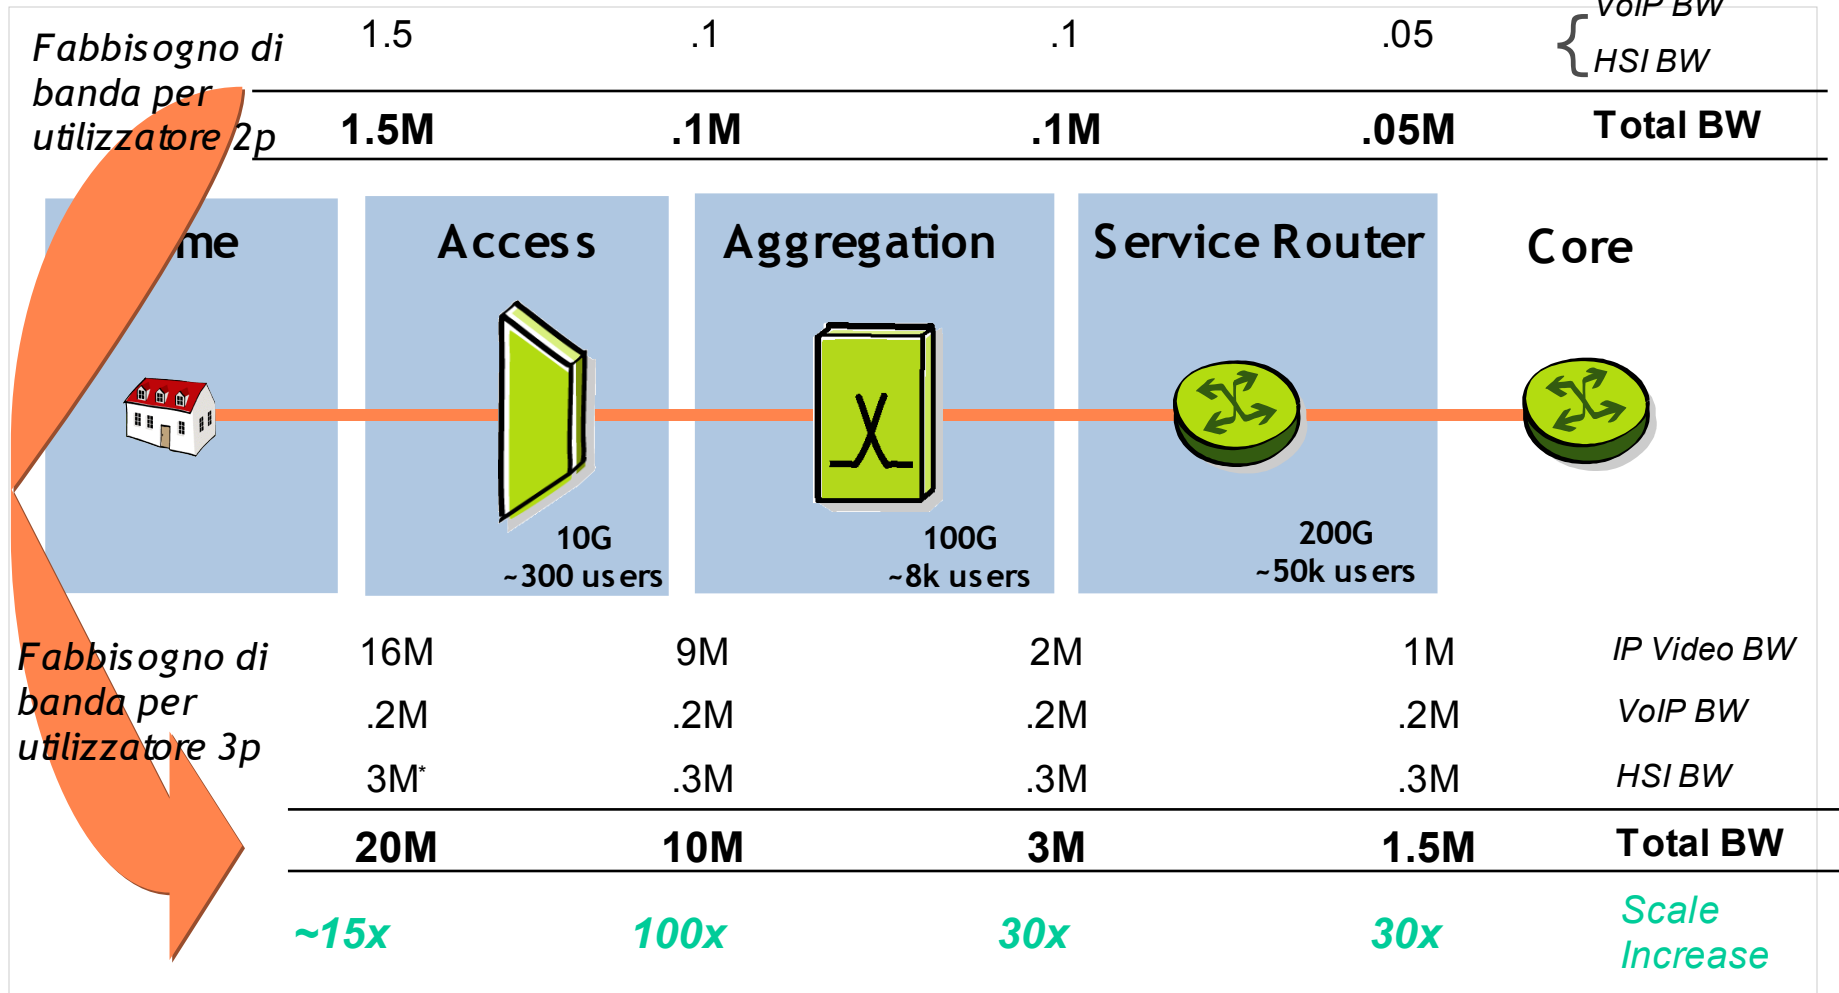 VoIP BW
Fabbisogno di
banda per
utilizzatore 2p
1.5 .1 .1 .05
HSI BW
1.5M .1M .1M .05M Total BW
me Access Aggregation Service Router Core
10G
~300 users
100G
~8k users
200G
~50k users
Fabbisogno di
banda per
utilizzatore 3p
16M 9M 2M 1M IP Video BW
.2M .2M .2M .2M VoIP BW
3M* .3M .3M .3M HSI BW
20M 10M 3M 1.5M Total BW
~15x 100x 30x 30x Scale
Increase